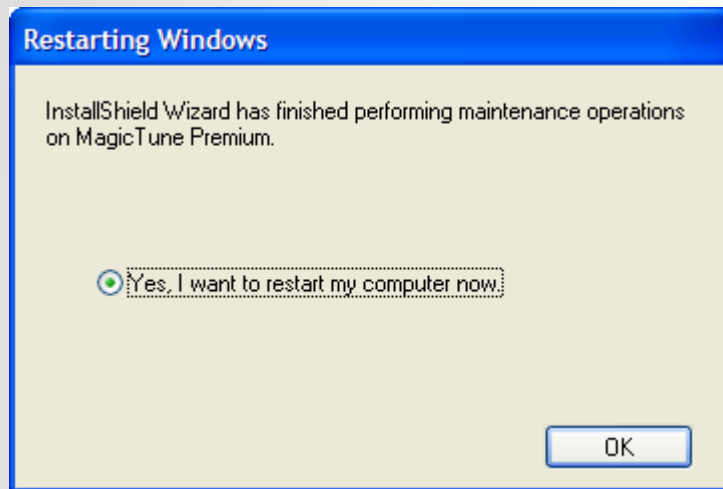 Restarting Windows
InstallShield Wizard has finished performing maintenance operations
on MagicTune Premium.
Yes, I want to restart my computer now.
OK